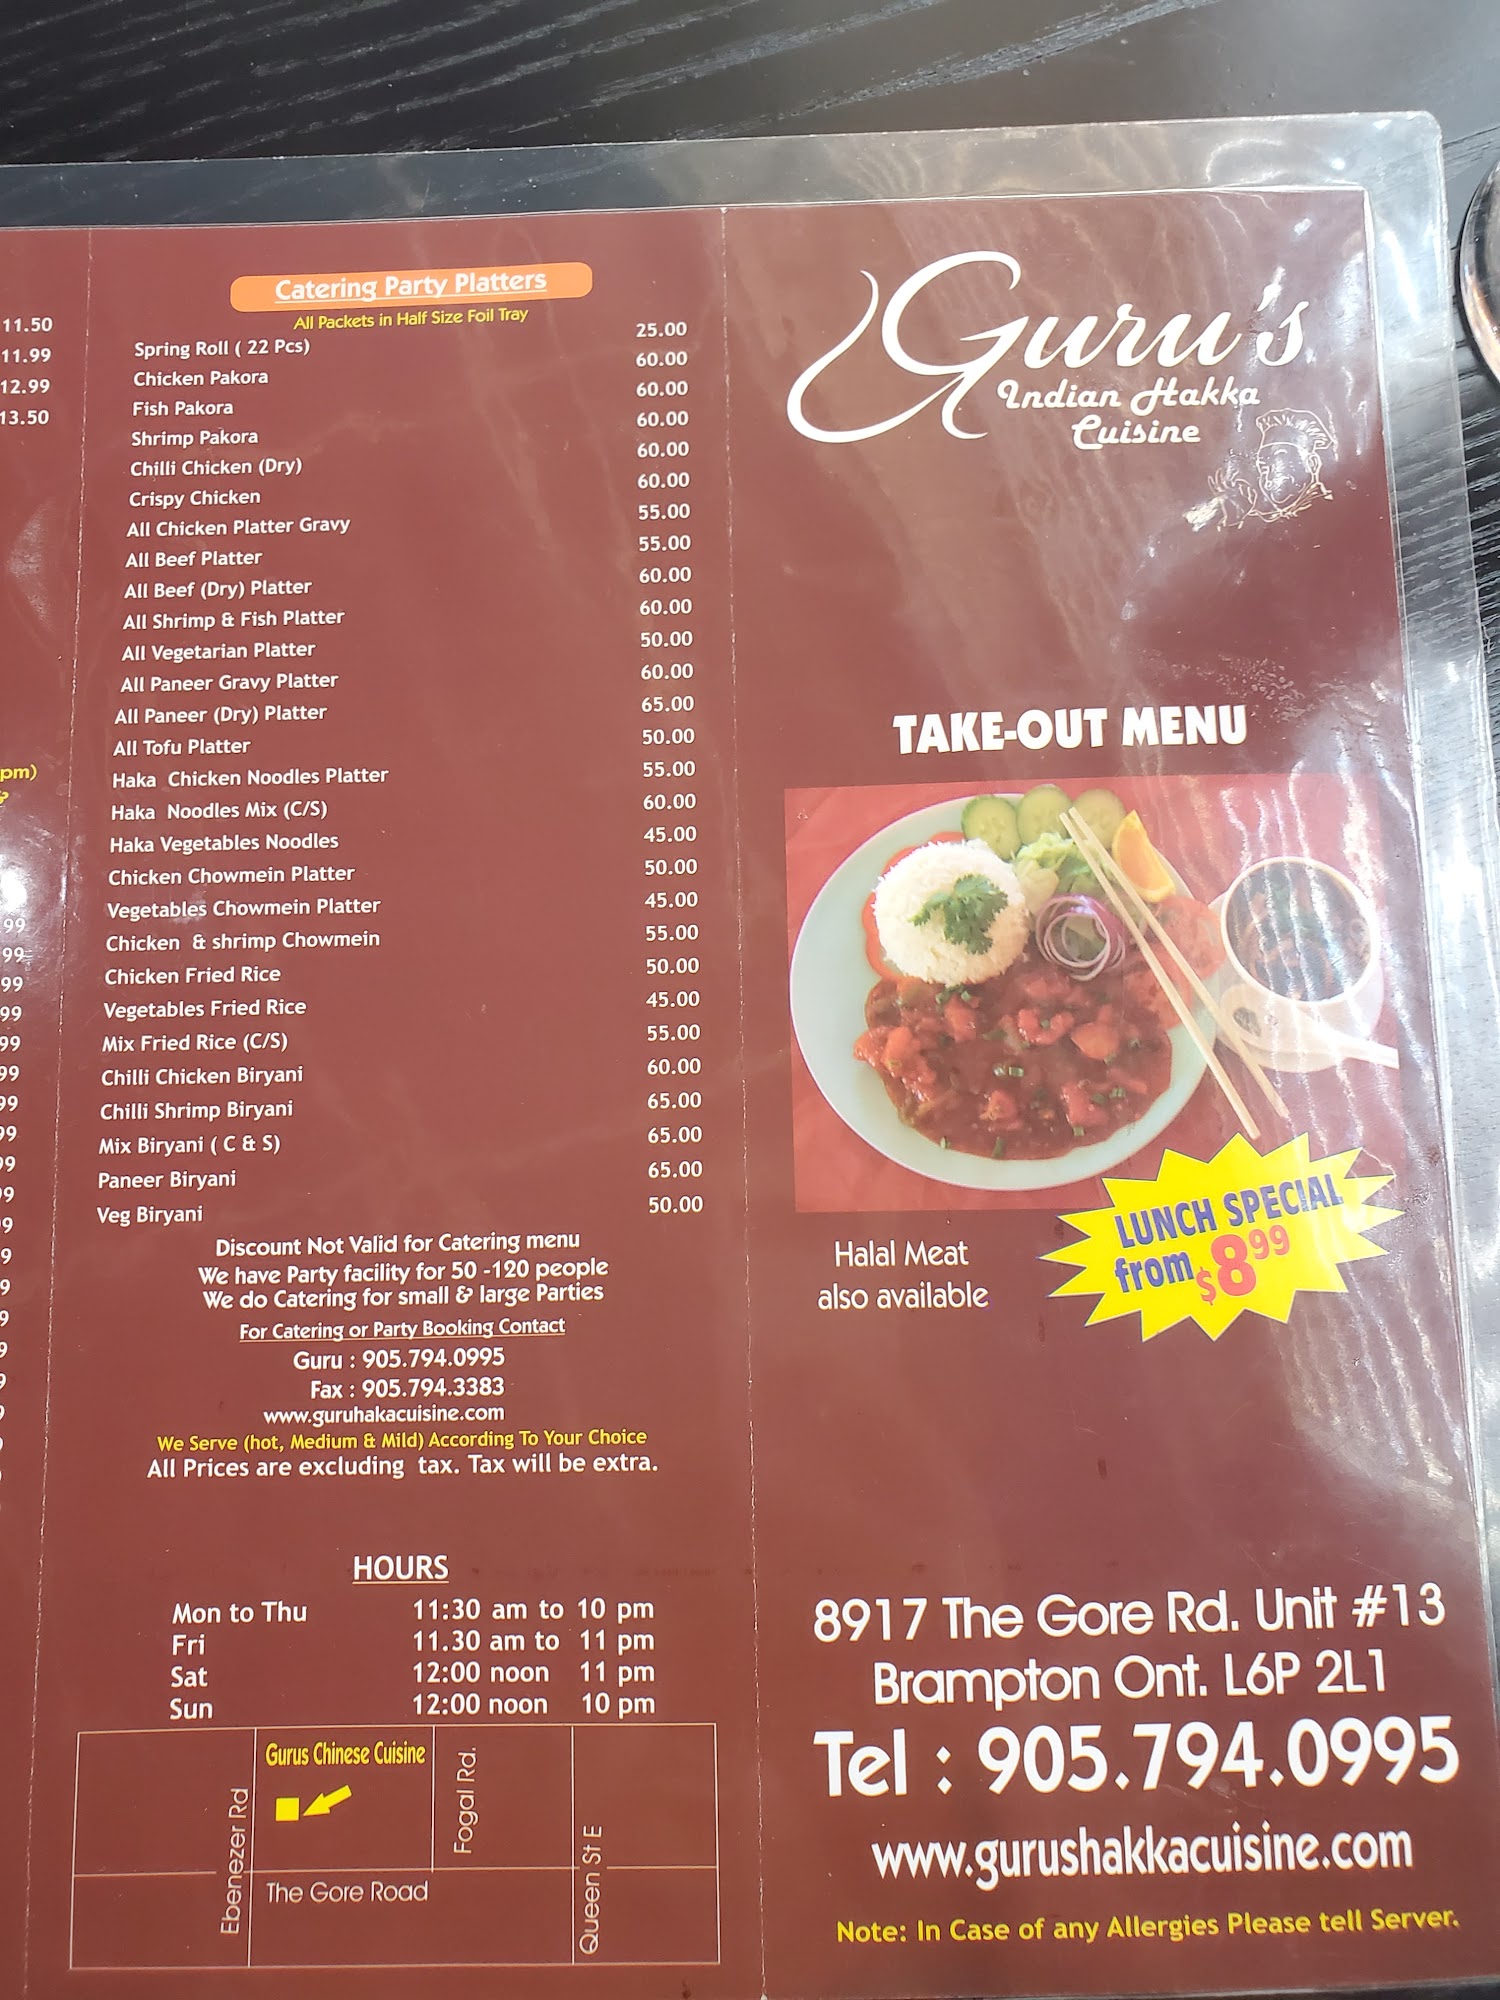 11.50
11.99
12.99
13.50
pm)
Catering Party Platters
All Packets in Half Size Foil Tray
Spring Roll ( 22 Pcs) 25.00
Chicken Pakora 60.00
Fish Pakora 60.00
Shrimp Pakora 60.00
Chilli Chicken (Dry) 60.00
Crispy Chicken 60.00
All Chicken Platter Gravy 55.00
All Beef Platter 55.00
All Beef (Dry) Platter 60.00
All Shrimp & Fish Platter 60.00
All Vegetarian Platter 50.00
All Paneer Gravy Platter 60.00
All Paneer (Dry) Platter 65.00
All Tofu Platter 50.00
Haka Chicken Noodles Platter 55.00
Haka Noodles Mix (C/S) 60.00
Haka Vegetables Noodles 45.00
Chicken Chowmein Platter 50.00
Vegetables Chowmein Platter 45.00
Chicken & shrimp Chowmein 55.00
Chicken Fried Rice 50.00
Vegetables Fried Rice 45.00
Mix Fried Rice (C/S) 55.00
Chilli Chicken Biryani 60.00
Chilli Shrimp Biryani 65.00
Mix Biryani ( C & S) 65.00
Paneer Biryani 65.00
Veg Biryani 50.00
Discount Not Valid for Catering menu
We have Party facility for 50 -120 people
We do Catering for small & large Parties
For Catering or Party Booking Contact
Guru : 905.794.0995
Fax : 905.794.3383
www.guruhakacuisine.com
We Serve (hot, Medium & Mild) According To Your Choice
All Prices are excluding tax. Tax will be extra.
HOURS
Mon to Thu 11:30 am to 10 pm
Fri 11.30 am to 11 pm
Sat 12:00 noon 11 pm
Sun 12:00 noon 10 pm
Gurus Chinese Cuisine
Ebenezer Rd
Fogal Rd.
Queen St E
The Gore Road
Guru's
Indian Hakka
Cuisine
TAKE-OUT MENU
LUNCH SPECIAL
from $8.99
Halal Meat
also available
8917 The Gore Rd. Unit #13
Brampton Ont. L6P 2L1
Tel : 905.794.0995
www.gurushakkacuisine.com
Note: In Case of any Allergies Please tell Server.